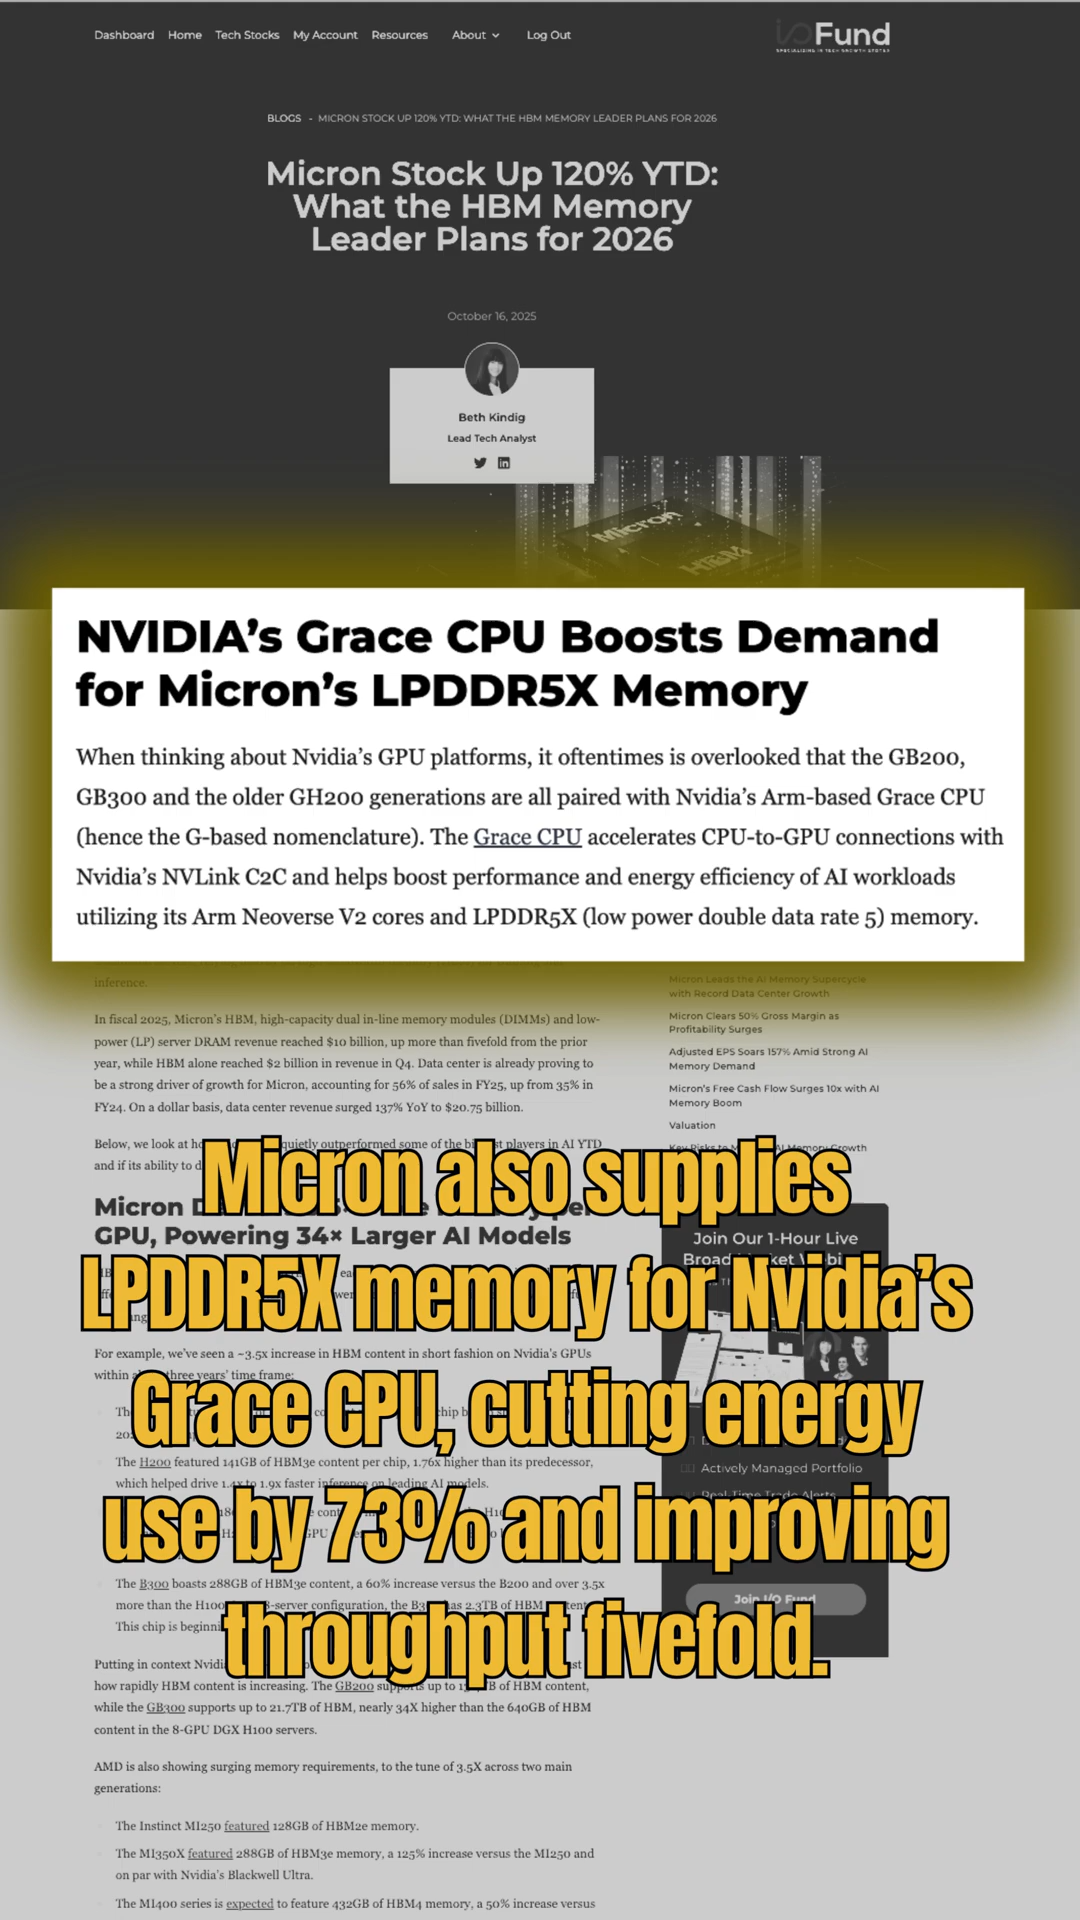 Dashboard Home Tech Stocks My Account Resources About Log Out
I/O Fund
SPECIALIZING IN TECH GROWTH STOCKS
BLOGS - MICRON STOCK UP 120% YTD: WHAT THE HBM MEMORY LEADER PLANS FOR 2026
Micron Stock Up 120% YTD:
What the HBM Memory
Leader Plans for 2026
October 16, 2025
Beth Kindig
Lead Tech Analyst
Micron
HBM
NVIDIA’s Grace CPU Boosts Demand
for Micron’s LPDDR5X Memory
When thinking about Nvidia’s GPU platforms, it oftentimes is overlooked that the GB200,
GB300 and the older GH200 generations are all paired with Nvidia’s Arm-based Grace CPU
(hence the G-based nomenclature). The Grace CPU accelerates CPU-to-GPU connections with
Nvidia’s NVLink C2C and helps boost performance and energy efficiency of AI workloads
utilizing its Arm Neoverse V2 cores and LPDDR5X (low power double data rate 5) memory.
inference.
In fiscal 2025, Micron’s HBM, high-capacity dual in-line memory modules (DIMMs) and low-
power (LP) server DRAM revenue reached $10 billion, up more than fivefold from the prior
year, while HBM alone reached $2 billion in revenue in Q4. Data center is already proving to
be a strong driver of growth for Micron, accounting for 56% of sales in FY25, up from 35% in
FY24. On a dollar basis, data center revenue surged 137% YoY to $20.75 billion.
Below, we look at quietly outperformed some of the players in AI YTD
and if its ability to
Micron
GPU, Powering 34× Larger AI Models
For example, we’ve seen a ~3.5x increase in HBM content in short fashion on Nvidia’s GPUs
within three years’ time frame:
The H200 featured 141GB of HBM3e content per chip, 1.76x higher than its predecessor,
which helped drive 1.4x to 1.9x faster inference on leading AI models.
The B300 boasts 288GB of HBM3e content, a 60% increase versus the B200 and over 3.5x
more than the H100 -server configuration, the has 2.3TB of HBM
This chip is
Putting in context
how rapidly HBM content is increasing. The GB200 supports up to TB of HBM content,
while the GB300 supports up to 21.7TB of HBM, nearly 34X higher than the 640GB of HBM
content in the 8-GPU DGX H100 servers.
AMD is also showing surging memory requirements, to the tune of 3.5X across two main
generations:
The Instinct MI250 featured 128GB of HBM2e memory.
The MI350X featured 288GB of HBM3e memory, a 125% increase versus the MI250 and
on par with Nvidia’s Blackwell Ultra.
The MI400 series is expected to feature 432GB of HBM4 memory, a 50% increase versus
Micron Leads the AI Memory Supercycle
with Record Data Center Growth
Micron Clears 50% Gross Margin as
Profitability Surges
Adjusted EPS Soars 157% Amid Strong AI
Memory Demand
Micron’s Free Cash Flow Surges 10x with AI
Memory Boom
Valuation
Key Risks to AI Memory Growth
Join Our 1-Hour Live
Actively Managed Portfolio
Real-Time Trade Alerts
Join I/O Fund
Micron also supplies
LPDDR5X memory for Nvidia’s
Grace CPU, cutting energy
use by 73% and improving
throughput fivefold.